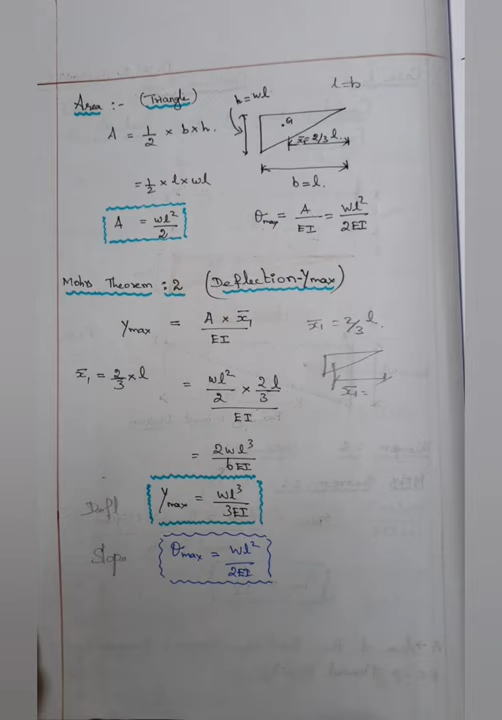 l=b
Area :- (Triangle)
h = wl
A = 1/2 × b × h.
G
x̄ = 2/3 l.
= 1/2 × l × wl
b = l.
A = wl²/2
θmax = A/EI = wl²/2EI
Mohs Theorem : 2 (Deflection-Ymax)
Ymax = A × x̄1/EI
x̄1 = 2/3 l.
x̄1 = 2/3 × l
= wl²/2 × 2l/3/EI
x̄1 =
= 2wl³/6EI
Defl
Ymax = wl³/3EI
Slope
θmax = wl²/2EI